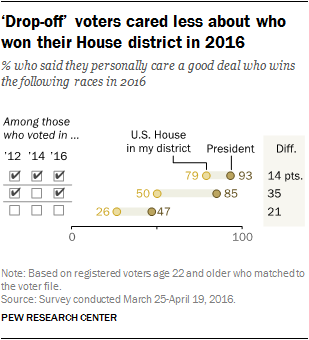 ‘Drop-off’ voters cared less about who
won their House district in 2016
% who said they personally care a good deal who wins
the following races in 2016
Among those
who voted in ...
’12 ’14 ’16
U.S. House
in my district
President
Diff.
79 93 14 pts.
50 85 35
26 47 21
0 100
Note: Based on registered voters age 22 and older who matched to
the voter file.
Source: Survey conducted March 25-April 19, 2016.
PEW RESEARCH CENTER